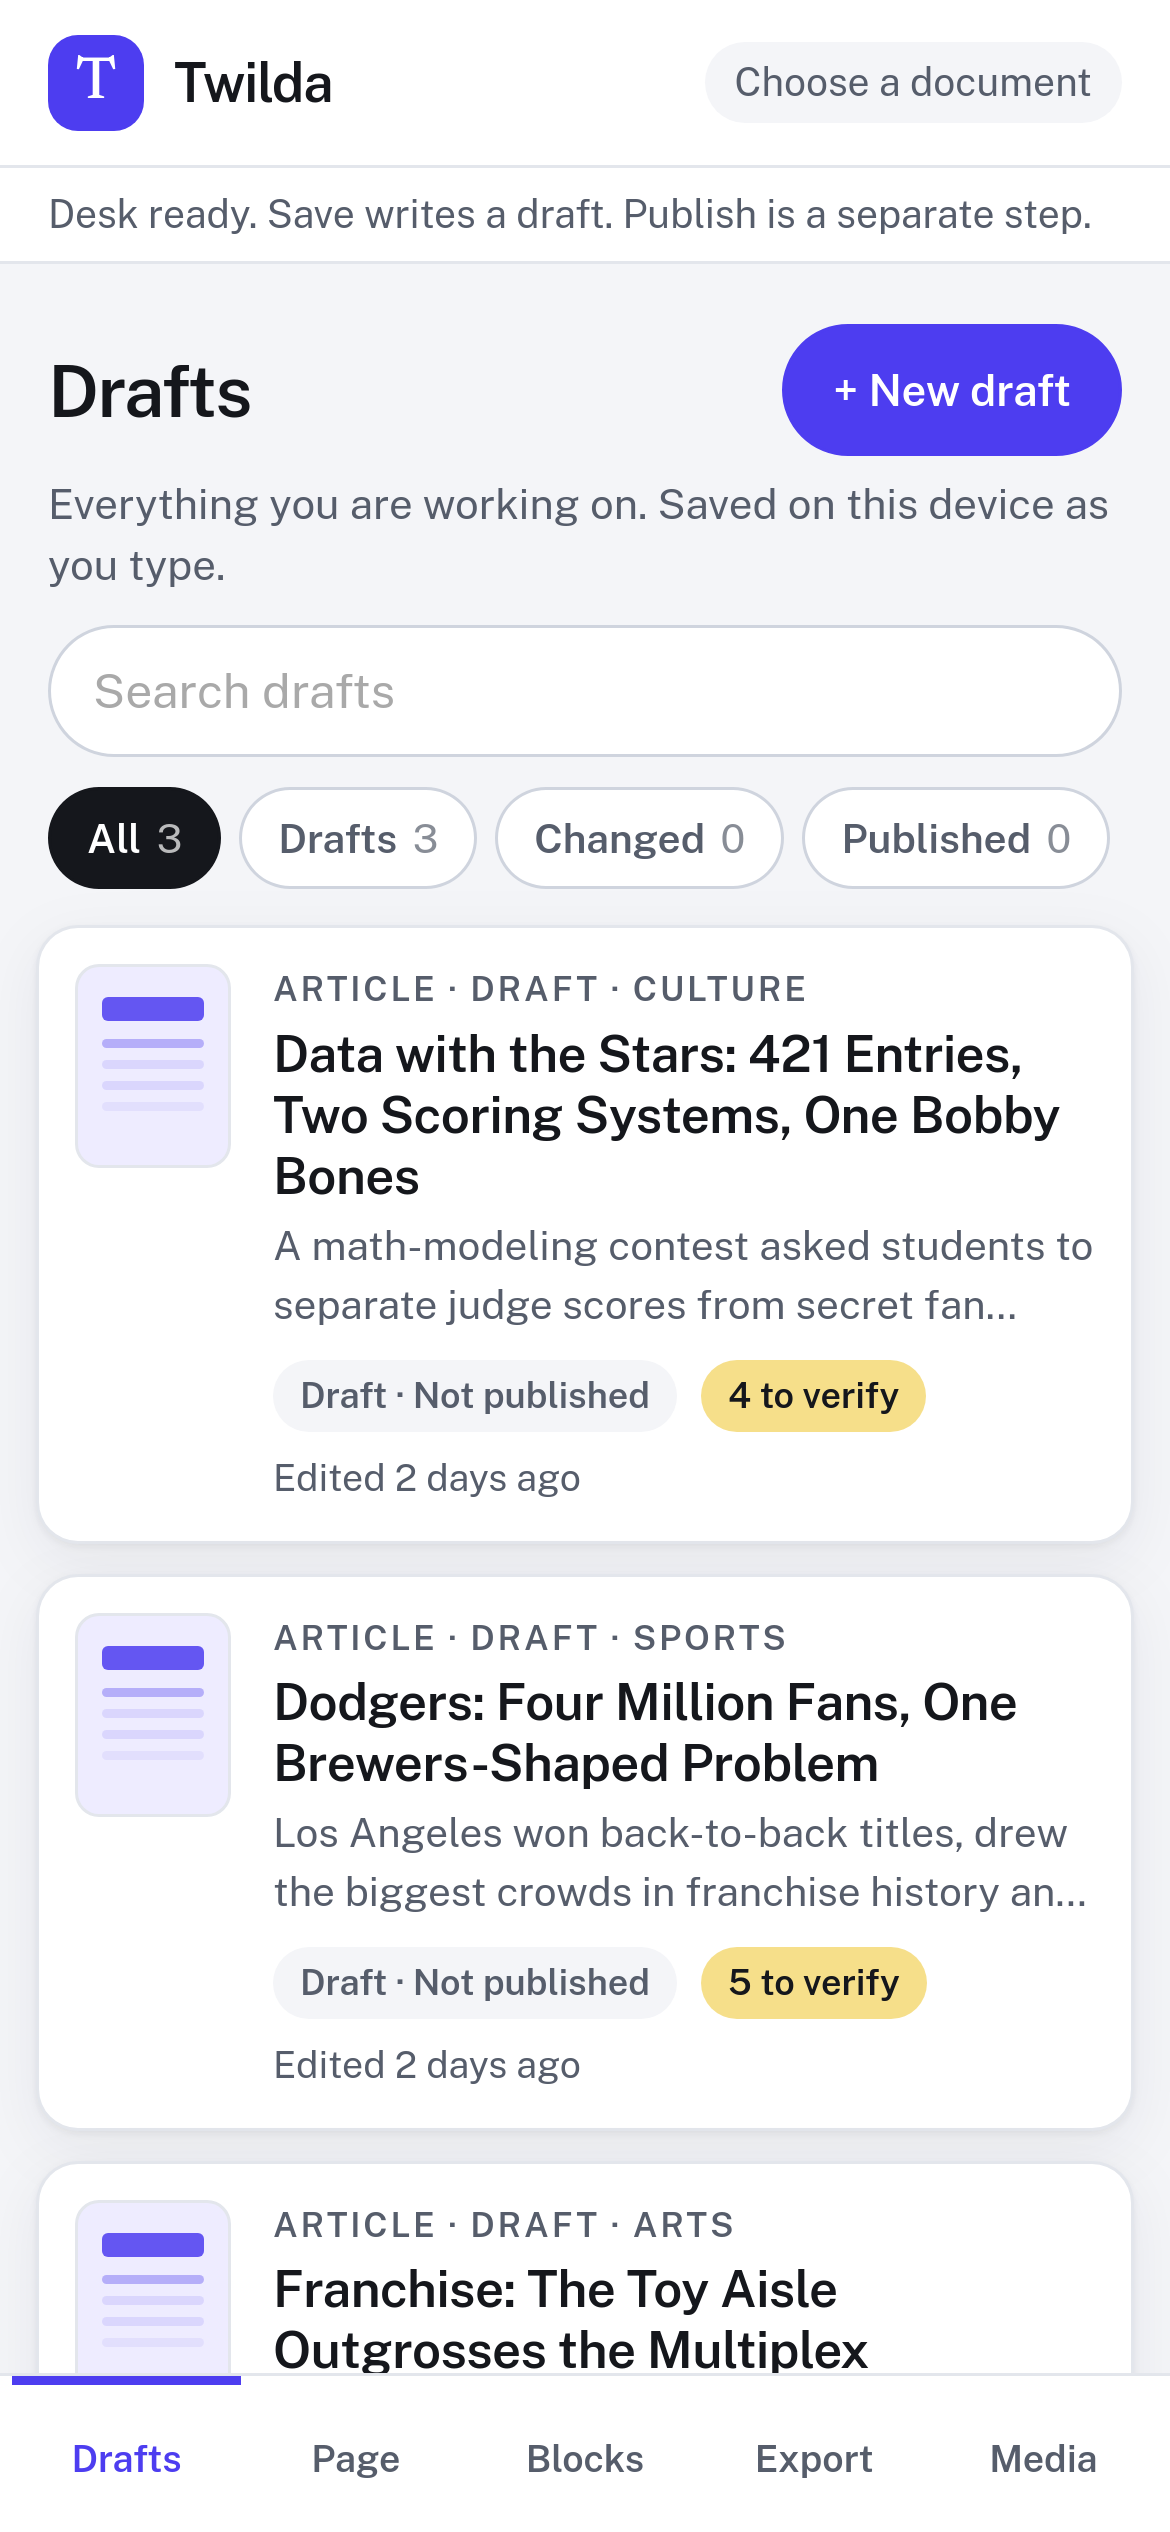 T Twilda
Choose a document
Desk ready. Save writes a draft. Publish is a separate step.
Drafts
+ New draft
Everything you are working on. Saved on this device as
you type.
Search drafts
All 3
Drafts 3
Changed 0
Published 0
ARTICLE · DRAFT · CULTURE
Data with the Stars: 421 Entries,
Two Scoring Systems, One Bobby
Bones
A math-modeling contest asked students to
separate judge scores from secret fan...
Draft · Not published
4 to verify
Edited 2 days ago
ARTICLE · DRAFT · SPORTS
Dodgers: Four Million Fans, One
Brewers-Shaped Problem
Los Angeles won back-to-back titles, drew
the biggest crowds in franchise history an...
Draft · Not published
5 to verify
Edited 2 days ago
ARTICLE · DRAFT · ARTS
Franchise: The Toy Aisle
Outgrosses the Multiplex
Drafts
Page
Blocks
Export
Media